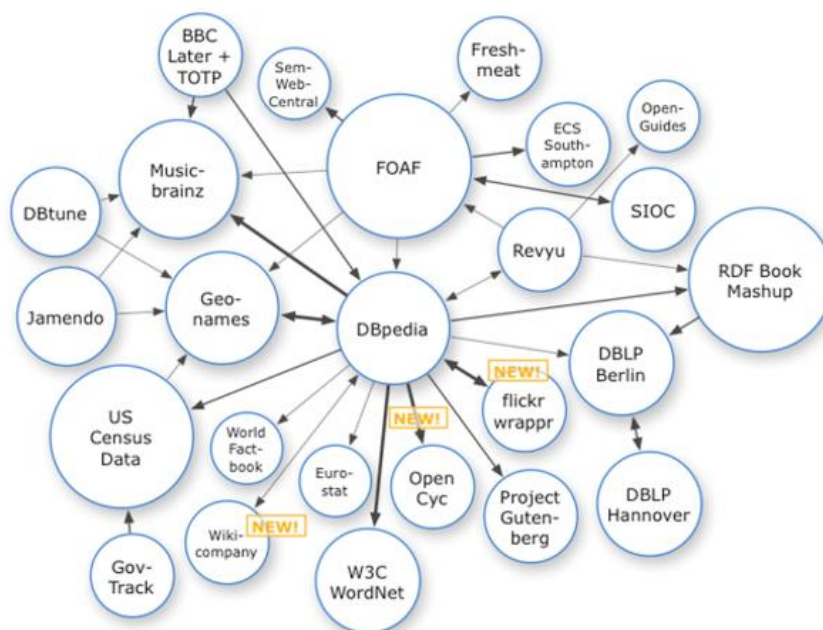 BBC
Later +
TOTP
Sem-
Web-
Central
Fresh-
meat
FOAF
ECS
South-
ampton
Open-
Guides
Music-
brainz
DBtune
SIOC
Revyu
RDF Book
Mashup
Jamendo
Geo-
names
DBpedia
DBLP
Berlin
NEW!
flickr
wrappr
US
Census
Data
World
Fact-
book
NEW!
Euro-
stat
Open
Cyc
Project
Guten-
berg
DBLP
Hannover
Wiki-
company
NEW!
Gov-
Track
W3C
WordNet